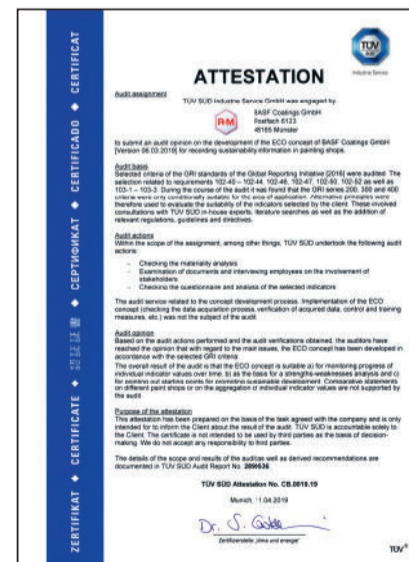 ZERTIFIKAT ◆ CERTIFICATE ◆ 認証証書 ◆ СЕРТИФИКАТ ◆ CERTIFICADO ◆ CERTIFICAT
TÜV
SÜD
Industrie Service
ATTESTATION
Audit assignment
TÜV SÜD Industrie Service GmbH was engaged by
R-M
BASF Coatings GmbH
Postfach 6123
48165 Münster
to submit an audit opinion on the development of the ECO concept of BASF Coatings GmbH
[Version 06.03.2019] for recording sustainability information in painting shops.
Audit basis
Selected criteria of the GRI standards of the Global Reporting Initiative [2016] were audited. The
selection related to requirements 102-40 – 102-44, 102-46, 102-47, 102-50, 102-52 as well as
103-1 – 103-3. During the course of the audit it was found that the GRI series 200, 300 and 400
criteria were only conditionally suitable for the area of application. Alternative principles were
therefore used to evaluate the suitability of the indicators selected by the client. These involved
consultations with TÜV SÜD in-house experts, literature searches as well as the addition of
relevant regulations, guidelines and directives.
Audit actions
Within the scope of the assignment, among other things, TÜV SÜD undertook the following audit
actions:
– Checking the materiality analysis
– Examination of documents and interviewing employees on the involvement of
stakeholders
– Checking the questionnaire and analysis of the selected indicators
The audit service related to the concept development process. Implementation of the ECO
concept (checking the data acquisition process, verification of acquired data, control and training
measures, etc.) was not the subject of the audit.
Audit opinion
Based on the audit actions performed and the audit verifications obtained, the auditors have
reached the opinion that with regard to the main issues, the ECO concept has been developed in
accordance with the selected GRI criteria.
The overall result of the audit is that the ECO concept is suitable a) for monitoring progress of
individual indicator values over time, b) as the basis for a strengths-weaknesses analysis and c)
for pointing out starting points for promoting sustainable development. Comparative statements
on different paint shops or on the aggregation of individual indicator values are not supported by
the audit.
Purpose of the attestation
This attestation has been prepared on the basis of the task agreed with the company and is only
intended for to inform the Client about the result of the audit. TÜV SÜD is accountable solely to
the Client. The certificate is not intended to be used by third parties as the basis of decision-
making. We do not accept any responsibility to third parties.
The details of the scope and results of the audit as well as derived recommendations are
documented in TÜV SÜD Audit Report No. 2859536
TÜV SÜD Attestation No. CB.0019.19
Munich, 11.04.2019
Dr. S.
Zertifizierstelle „klima und energie“
TÜV®